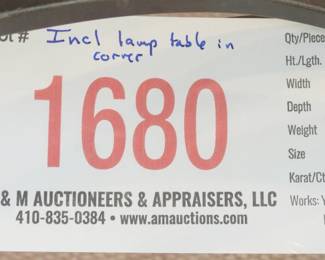 ot # Incl lamp table in
corner
1680
& M AUCTIONEERS & APPRAISERS, LLC
410-835-0384 • www.amauctions.com
Qty/Piece
Ht./Lgth.
Width
Depth
Weight
Size
Karat/Ct
Works: Y